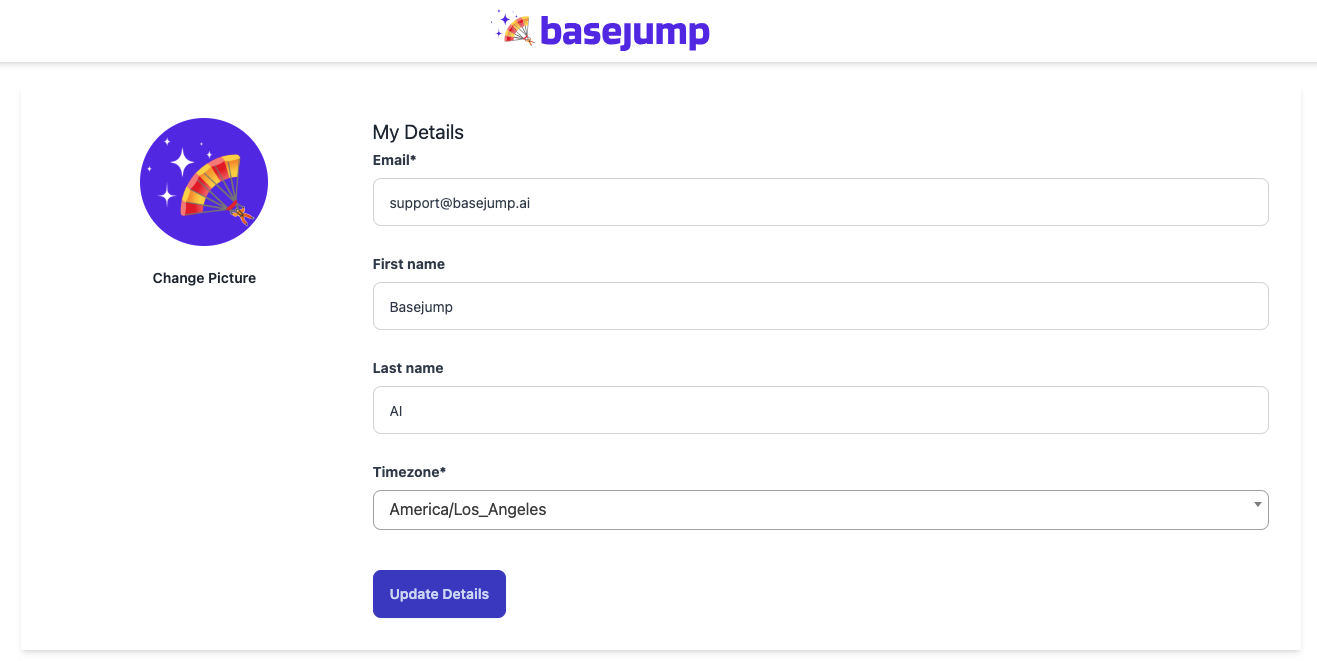 basejump
My Details
Email*
support@basejump.ai
Change Picture
First name
Basejump
Last name
AI
Timezone*
America/Los_Angeles
Update Details